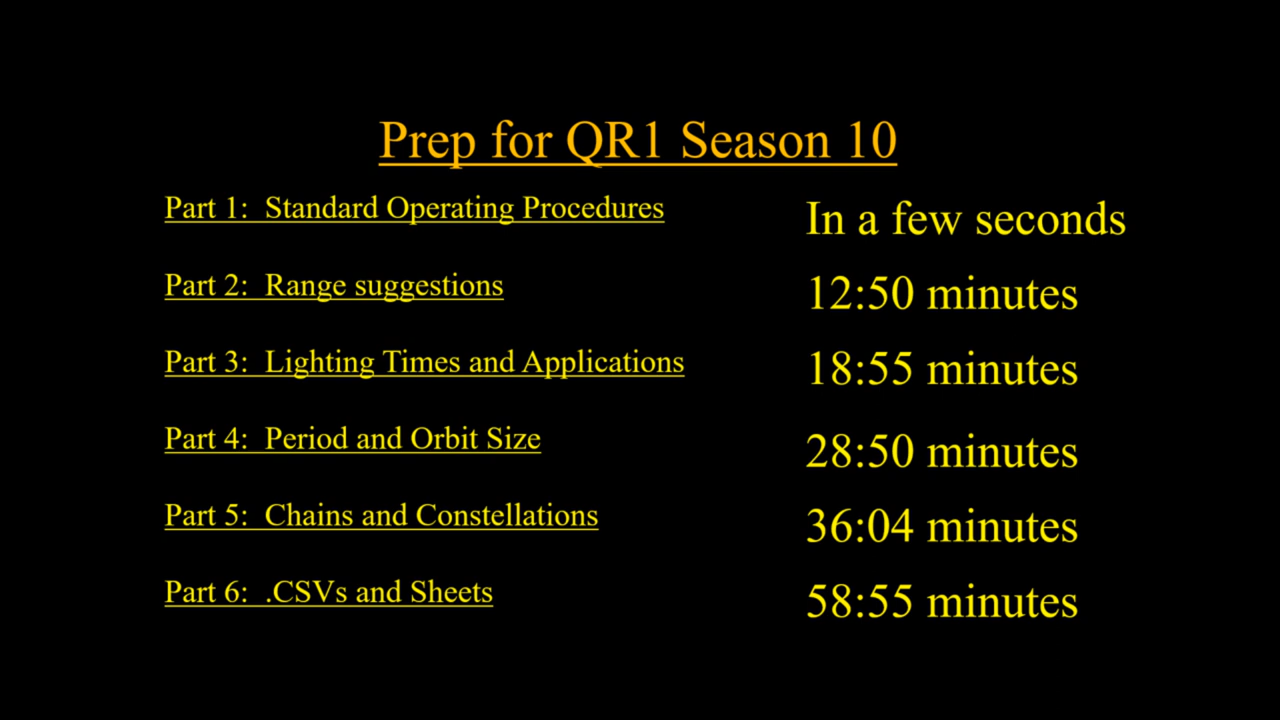 Prep for QR1 Season 10
Part 1:  Standard Operating Procedures
In a few seconds
Part 2:  Range suggestions
12:50 minutes
Part 3:  Lighting Times and Applications
18:55 minutes
Part 4:  Period and Orbit Size
28:50 minutes
Part 5:  Chains and Constellations
36:04 minutes
Part 6:  .CSVs and Sheets
58:55 minutes